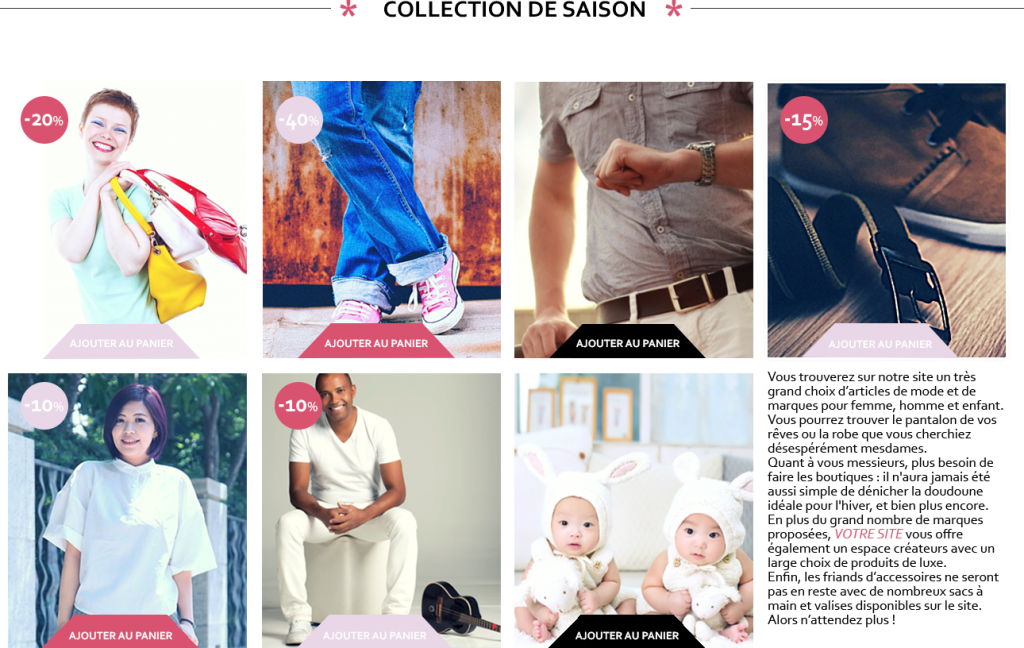 * COLLECTION DE SAISON *
-20%
-40%
-15%
AJOUTER AU PANIER
AJOUTER AU PANIER
AJOUTER AU PANIER
AJOUTER AU PANIER
-10%
-10%
AJOUTER AU PANIER
AJOUTER AU PANIER
AJOUTER AU PANIER
Vous trouverez sur notre site un très
grand choix d'articles de mode et de
marques pour femme, homme et enfant.
Vous pourrez trouver le pantalon de vos
rêves ou la robe que vous cherchiez
désespérément mesdames.
Quant à vous messieurs, plus besoin de
faire les boutiques : il n'aura jamais été
aussi simple de dénicher la doudoune
idéale pour l'hiver, et bien plus encore.
En plus du grand nombre de marques
proposées, VOTRE SITE vous offre
également un espace créateurs avec un
large choix de produits de luxe.
Enfin, les friands d'accessoires ne seront
pas en reste avec de nombreux sacs à
main et valises disponibles sur le site.
Alors n'attendez plus !